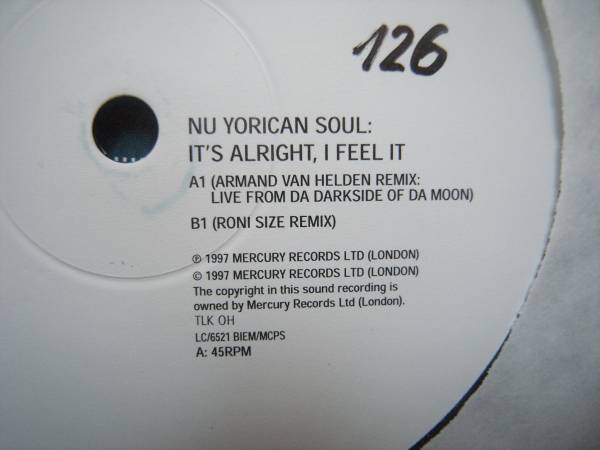 126
NU YORICAN SOUL:
IT'S ALRIGHT, I FEEL IT
A1 (ARMAND VAN HELDEN REMIX:
LIVE FROM DA DARKSIDE OF DA MOON)
B1 (RONI SIZE REMIX)
℗ 1997 MERCURY RECORDS LTD (LONDON)
© 1997 MERCURY RECORDS LTD (LONDON)
The copyright in this sound recording is
owned by Mercury Records Ltd (London).
TLK OH
LC/6521 BIEM/MCPS
A: 45RPM